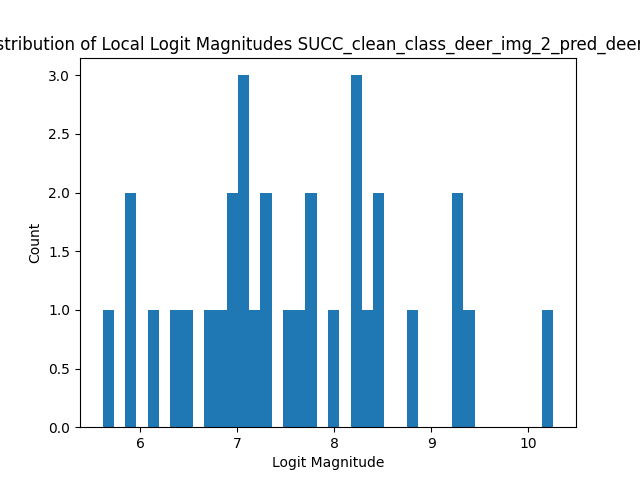 stribution of Local Logit Magnitudes SUCC_clean_class_deer_img_2_pred_deer
3.0
2.5
2.0
1.5
1.0
0.5
0.0
Count
6 7 8 9 10
Logit Magnitude